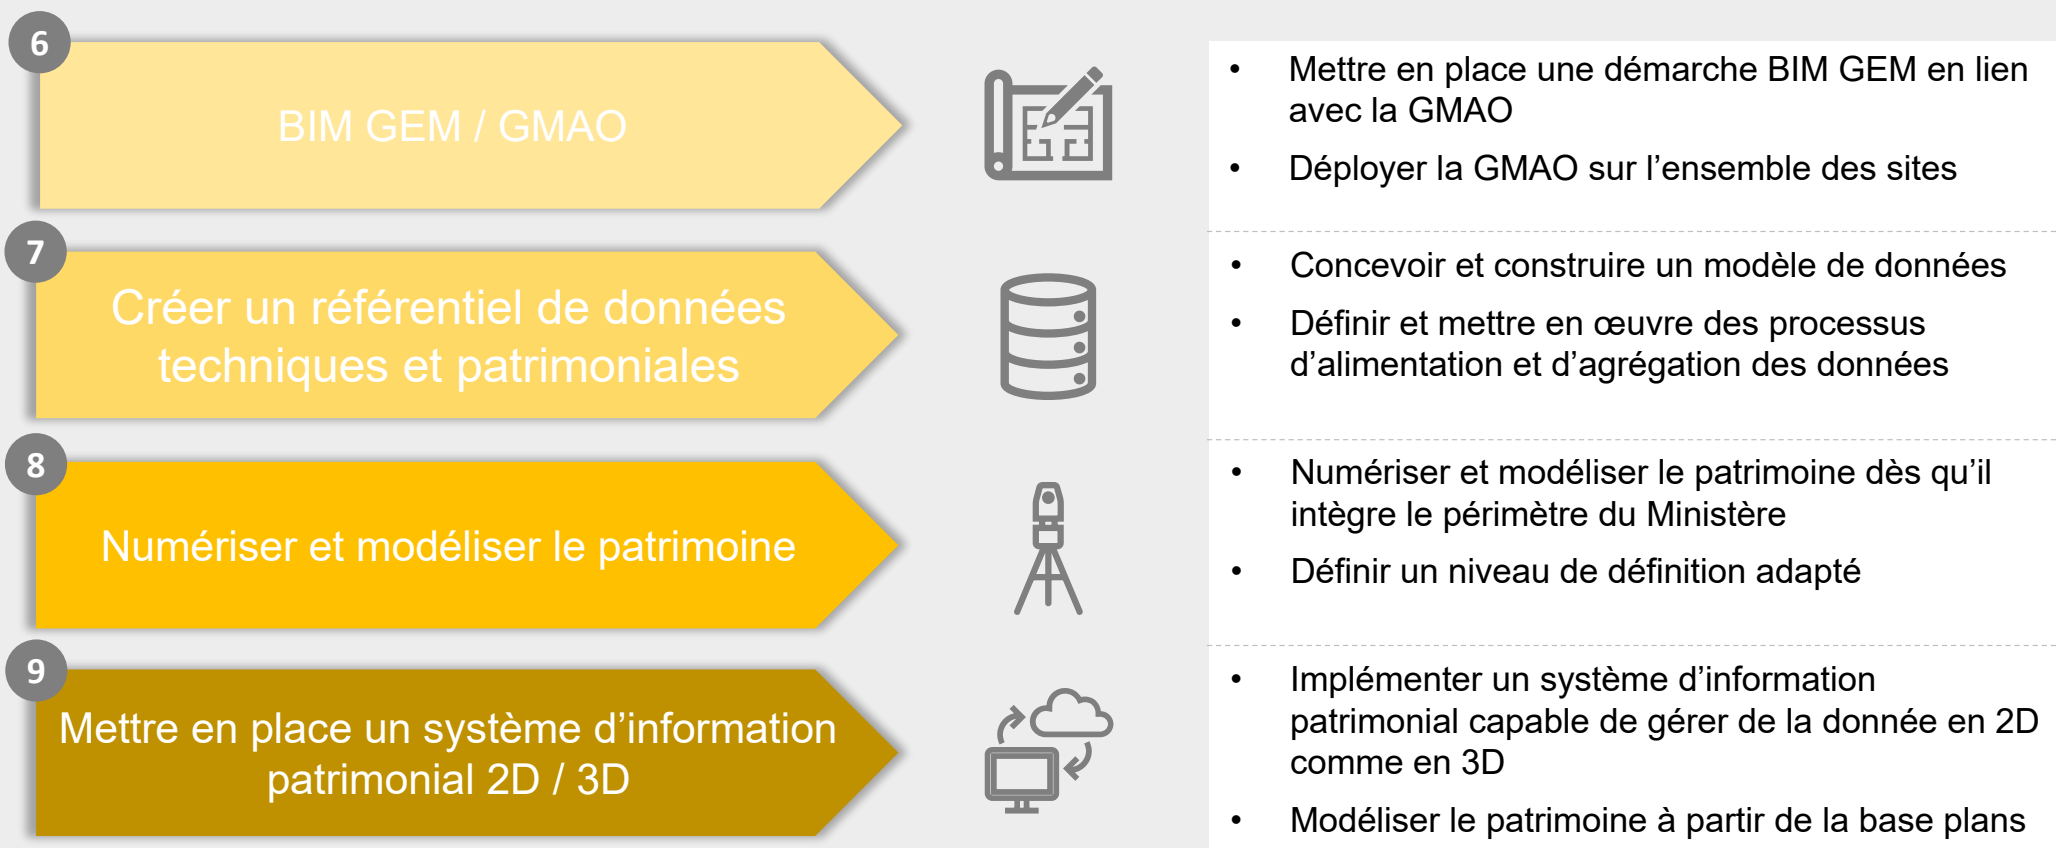 6
BIM GEM / GMAO
• Mettre en place une démarche BIM GEM en lien
avec la GMAO
• Déployer la GMAO sur l’ensemble des sites
7
Créer un référentiel de données
techniques et patrimoniales
• Concevoir et construire un modèle de données
• Définir et mettre en œuvre des processus
d’alimentation et d’agrégation des données
8
Numériser et modéliser le patrimoine
• Numériser et modéliser le patrimoine dès qu’il
intègre le périmètre du Ministère
• Définir un niveau de définition adapté
9
Mettre en place un système d’information
patrimonial 2D / 3D
• Implémenter un système d’information
patrimonial capable de gérer de la donnée en 2D
comme en 3D
• Modéliser le patrimoine à partir de la base plans